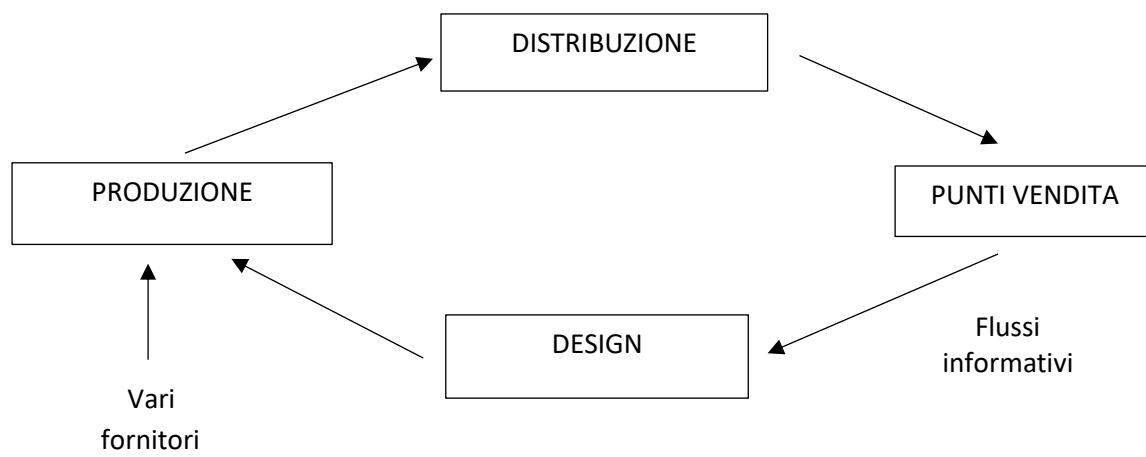 DISTRIBUZIONE
PRODUZIONE
PUNTI VENDITA
DESIGN
Flussi
informativi
Vari
fornitori